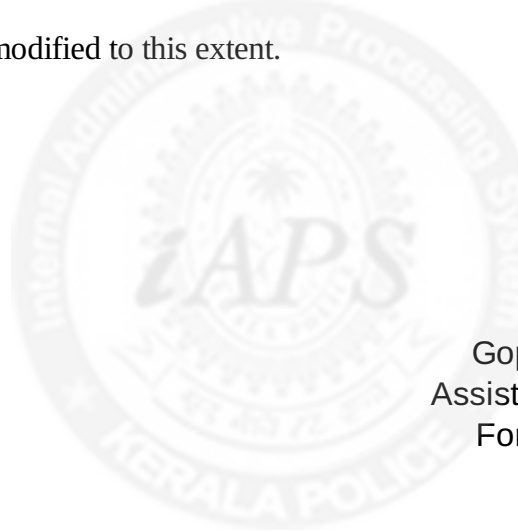 modified to this extent.
Internal Administrative Processing System
iAPS
KERALA POLICE
Gop
Assist
For